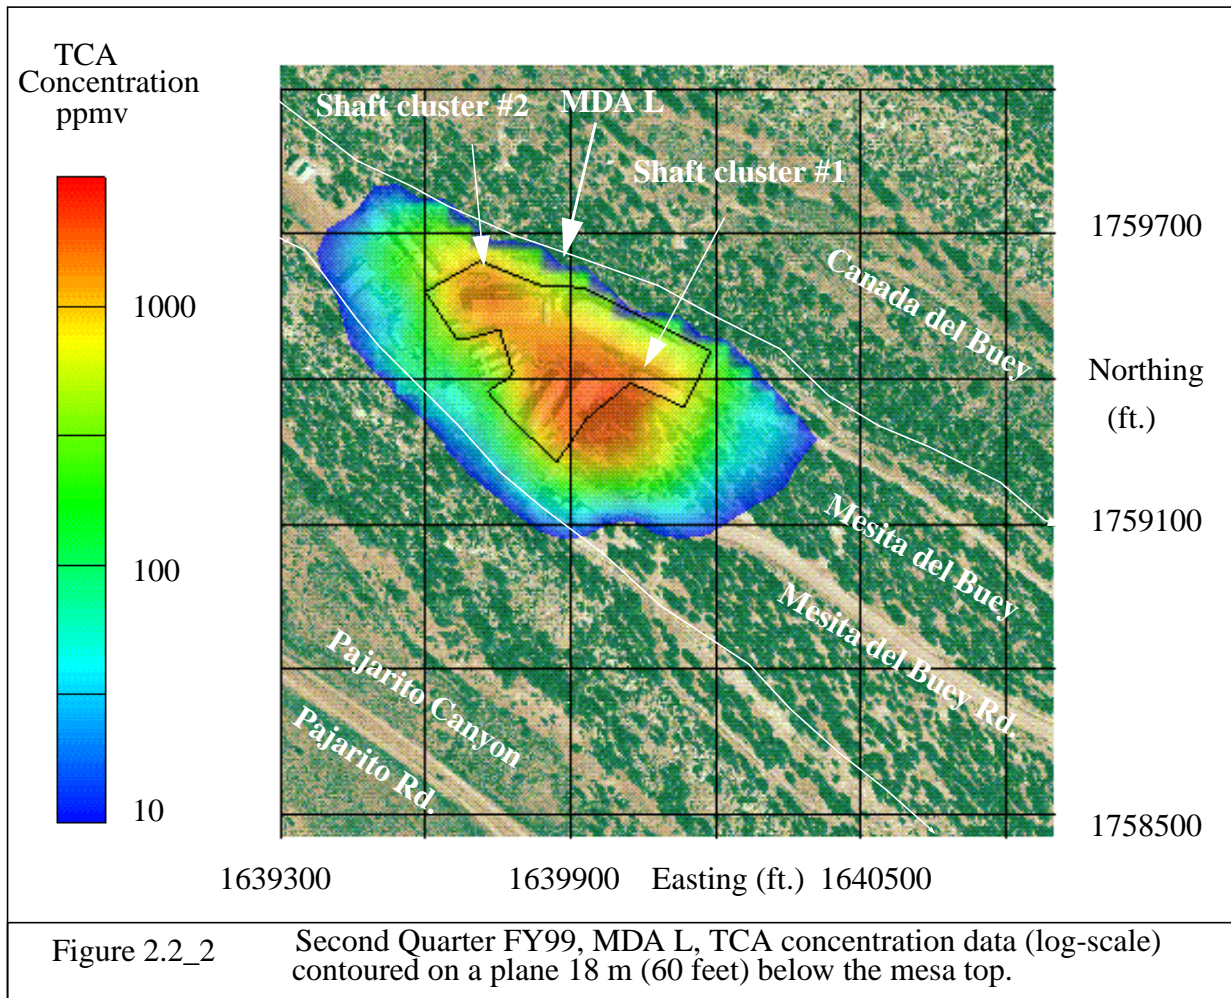 TCA
Concentration
ppmv
1000
100
10
Shaft cluster #2
MDA L
Shaft cluster #1
Canada del Buey
Mesita del Buey
Mesita del Buey Rd.
Pajarito Canyon
Pajarito Rd.
1759700
Northing
(ft.)
1759100
1758500
1639300
1639900
Easting (ft.)
1640500
Figure 2.2_2
Second Quarter FY99, MDA L, TCA concentration data (log-scale)
contoured on a plane 18 m (60 feet) below the mesa top.